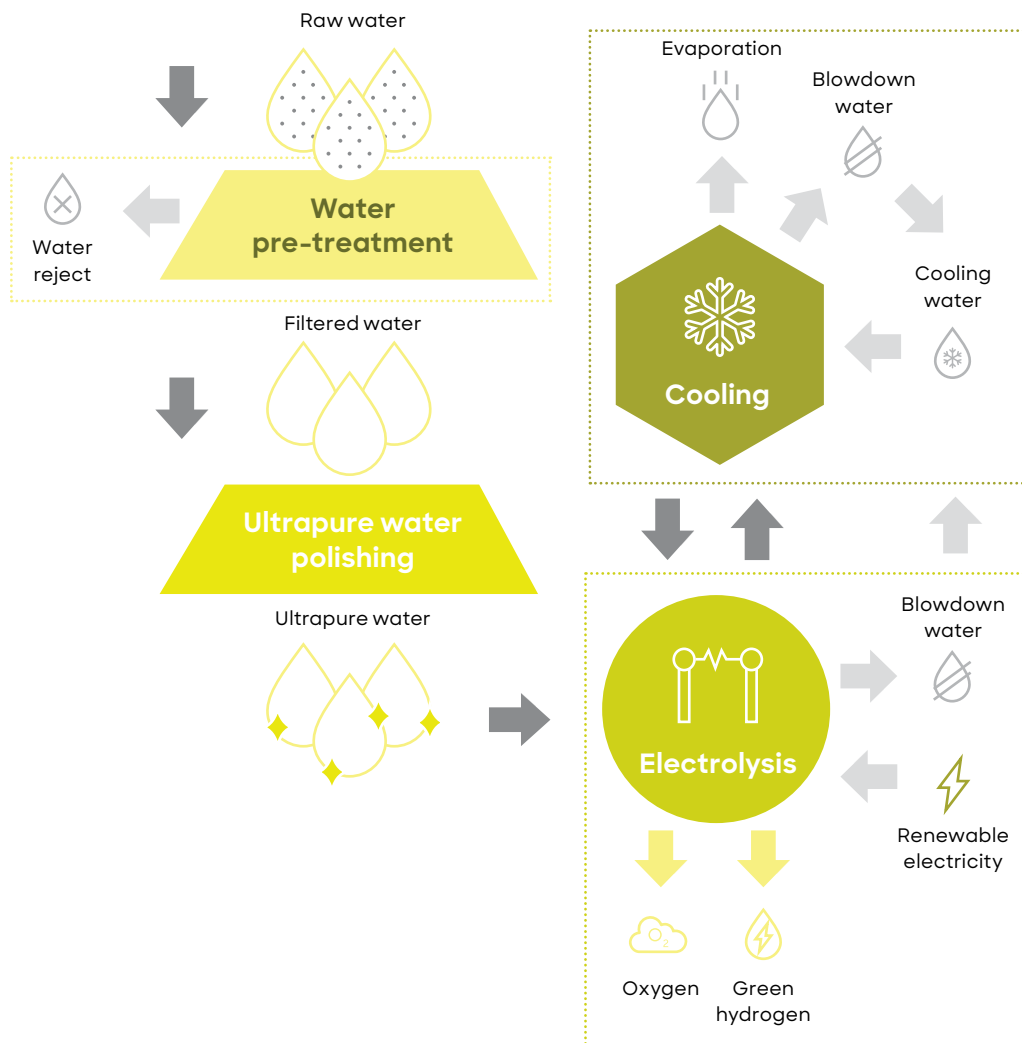 Raw water
Water
pre-treatment
Water
reject
Filtered water
Ultrapure water
polishing
Ultrapure water
Evaporation
Blowdown
water
Cooling
water
Cooling
Electrolysis
Blowdown
water
Renewable
electricity
O2
Oxygen
Green
hydrogen